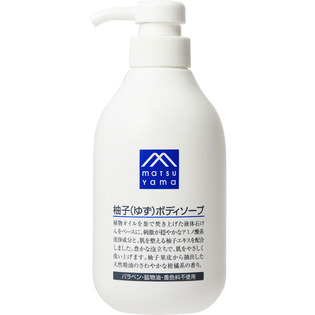 matsu
yama
柚子(ゆず)ボディソープ
植物オイルを釜で焚き上げた液体石け
んをベースに、刺激が穏やかなアミノ酸系
洗浄成分と、肌を整える柚子エキスを配合
しました。豊かな泡立ちで、肌をやさしく
洗い上げます。柚子果皮から抽出した
天然精油のさわやかな柑橘系の香り。
パラベン・鉱物油・着色料不使用